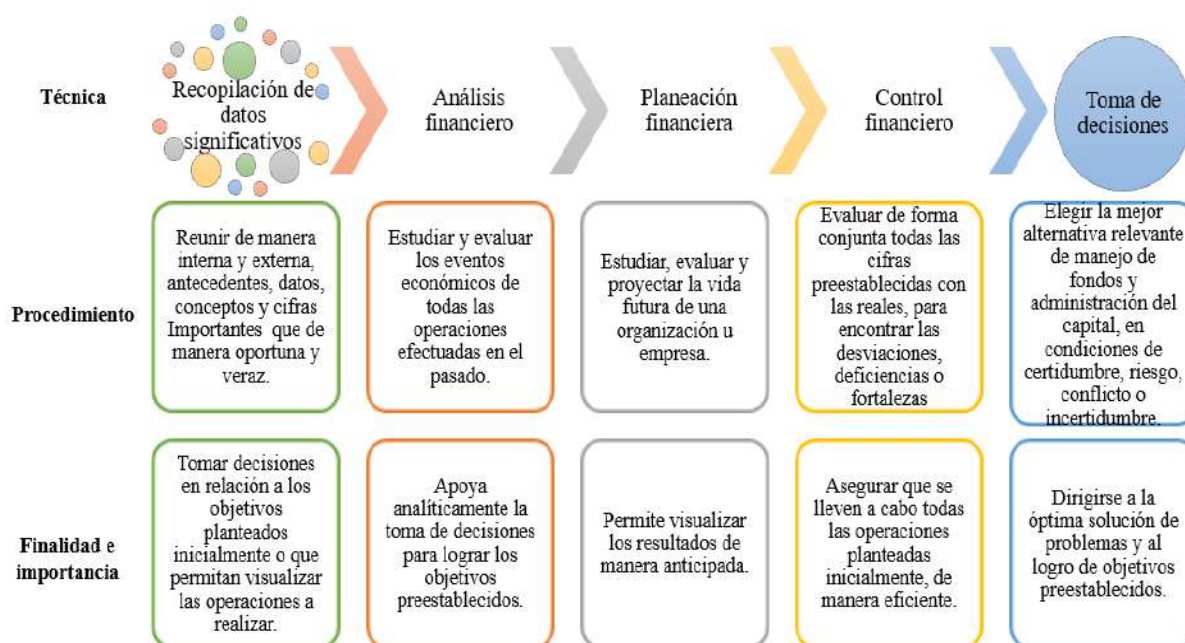 Técnica
Recopilación de
datos
significativos
Análisis
financiero
Planeación
financiera
Control
financiero
Toma de
decisiones
Procedimiento
Reunir de manera
interna y externa,
antecedentes, datos,
conceptos y cifras
Importantes que de
manera oportuna y
veraz.
Estudiar y evaluar
los eventos
económicos de
todas las
operaciones
efectuadas en el
pasado.
Estudiar, evaluar y
proyectar la vida
futura de una
organización u
empresa.
Evaluar de forma
conjunta todas las
cifras
preestablecidas con
las reales, para
encontrar las
desviaciones,
deficiencias o
fortalezas
Elegir la mejor
alternativa relevante
de manejo de
fondos y
administración del
capital, en
condiciones de
certidumbre, riesgo,
conflicto o
incertidumbre.
Finalidad e
importancia
Tomar decisiones
en relación a los
objetivos
planteados
inicialmente o que
permitan visualizar
las operaciones a
realizar.
Apoya
analíticamente la
toma de decisiones
para lograr los
objetivos
preestablecidos.
Permite visualizar
los resultados de
manera anticipada.
Asegurar que se
lleven a cabo todas
las operaciones
planteadas
inicialmente, de
manera eficiente.
Dirigirse a la
óptima solución de
problemas y al
logro de objetivos
preestablecidos.